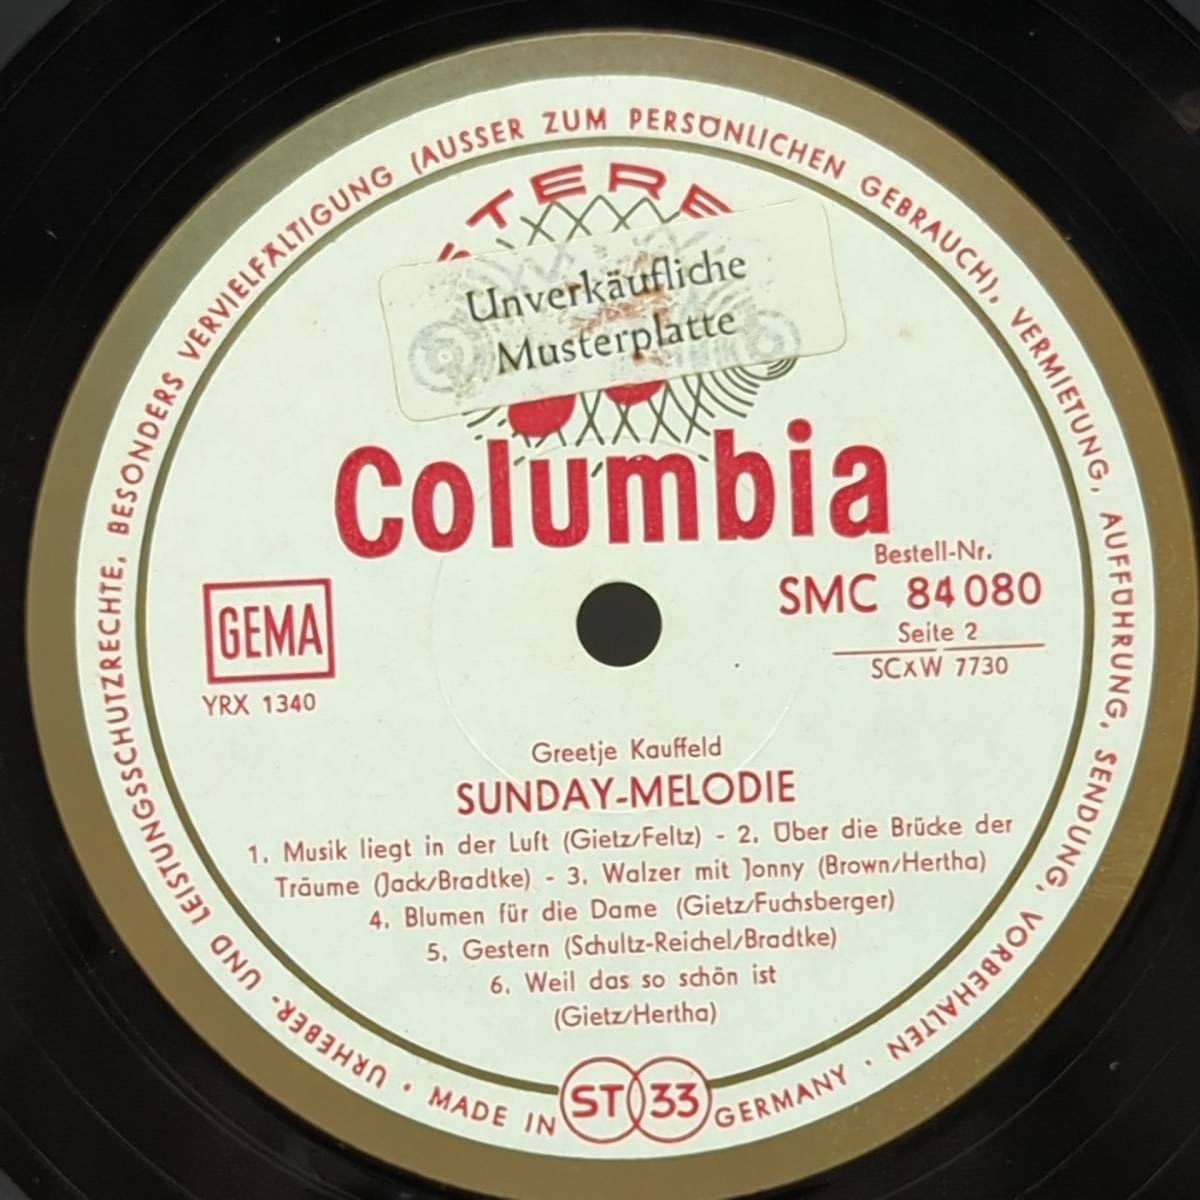 URHEBER- UND LEISTUNGSSCHUTZRECHTE, BESONDERS VERVIELFÄLTIGUNG (AUSSER ZUM PERSÖNLICHEN GEBRAUCH), VERMIETUNG, AUFFÜHRUNG, SENDUNG, VORBEHALTEN ·
STERE
Unverkäufliche
Musterplatte
Columbia
Bestell-Nr.
SMC 84 080
Seite 2
SCXW 7730
GEMA
YRX 1340
Greetje Kauffeld
SUNDAY-MELODIE
1. Musik liegt in der Luft (Gietz/Feltz) - 2. Über die Brücke der
Träume (Jack/Bradtke) - 3. Walzer mit Jonny (Brown/Hertha)
4. Blumen für die Dame (Gietz/Fuchsberger)
5. Gestern (Schultz-Reichel/Bradtke)
6. Weil das so schön ist
(Gietz/Hertha)
· MADE IN ST 33 GERMANY ·